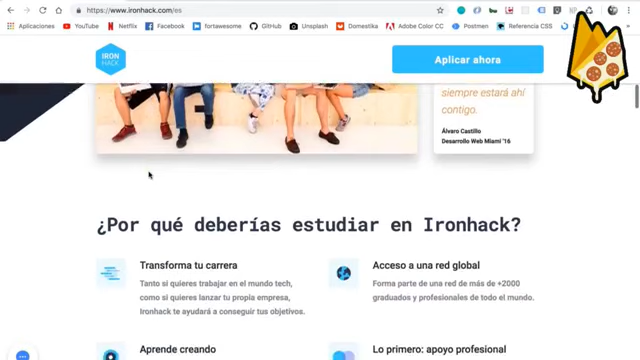 https://www.ironhack.com/es
Aplicaciones YouTube Netflix Facebook fortawesome GitHub Unsplash Domestika Adobe Color CC Postmen Referencia CSS
IRON
HACK
Aplicar ahora
siempre estará ahí
contigo.
Álvaro Castillo
Desarrollo Web Miami '16
¿Por qué deberías estudiar en Ironhack?
Transforma tu carrera
Tanto si quieres trabajar en el mundo tech,
como si quieres lanzar tu propia empresa,
Ironhack te ayudará a conseguir tus objetivos.
Acceso a una red global
Forma parte de una red de más de +2000
graduados y profesionales de todo el mundo.
Aprende creando
Lo primero: apoyo profesional